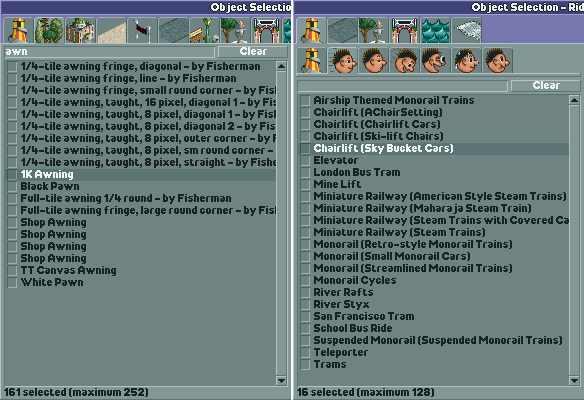 Object Selectio
awn
Clear
1/4-tile awning fringe, diagonal - by Fisherman
1/4-tile awning fringe, line - by Fisherman
1/4-tile awning fringe, small round corner - by Fish
1/4-tile awning, taught, 16 pixel, diagonal 1 - by Fis
1/4-tile awning, taught, 8 pixel, diagonal 1 - by Fish
1/4-tile awning, taught, 8 pixel, diagonal 2 - by Fish
1/4-tile awning, taught, 8 pixel, outer corner - by Fi
1/4-tile awning, taught, 8 pixel, sm round corner - b
1/4-tile awning, taught, 8 pixel, straight - by Fishe
1K Awning
Black Pawn
Full-tile awning 1/4 round - by Fisherman
Full-tile awning fringe, large round corner - by Fis
Shop Awning
Shop Awning
Shop Awning
Shop Awning
TT Canvas Awning
White Pawn
161 selected (maximum 252)
Object Selection - Rid
Clear
Airship Themed Monorail Trains
Chairlift (AChairSetting)
Chairlift (Chairlift Cars)
Chairlift (Ski-lift Chairs)
Chairlift (Sky Bucket Cars)
Elevator
London Bus Tram
Mine Lift
Miniature Railway (American Style Steam Trains)
Miniature Railway (Maharaja Steam Train)
Miniature Railway (Steam Trains with Covered Ca
Miniature Railway (Steam Trains)
Monorail (Retro-style Monorail Trains)
Monorail (Small Monorail Cars)
Monorail (Streamlined Monorail Trains)
Monorail Cycles
River Rafts
River Styx
San Francisco Tram
School Bus Ride
Suspended Monorail (Suspended Monorail Trains)
Teleporter
Trams
16 selected (maximum 128)